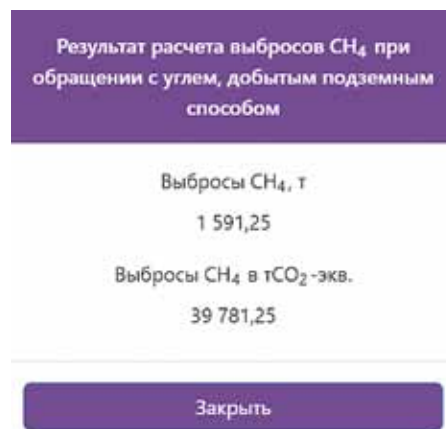 Результат расчета выбросов CH₄ при
обращении с углем, добытым подземным
способом
Выбросы CH₄, т
1 591,25
Выбросы CH₄ в тCO₂-экв.
39 781,25
Закрыть